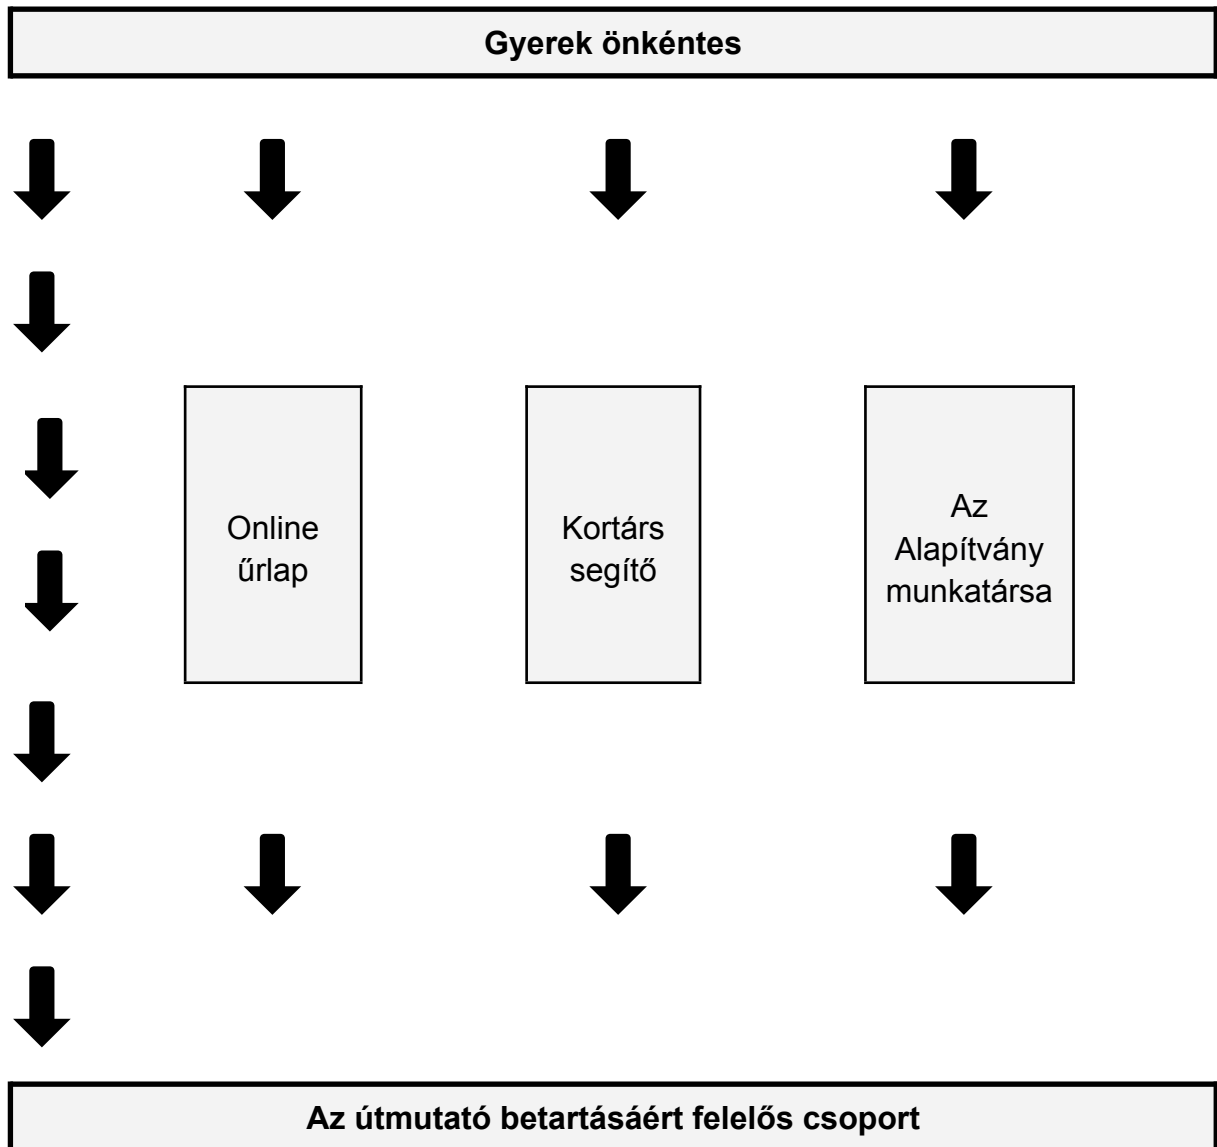 Gyerek önkéntes
Online
űrlap
Kortárs
segítő
Az
Alapítvány
munkatársa
Az útmutató betartásáért felelős csoport